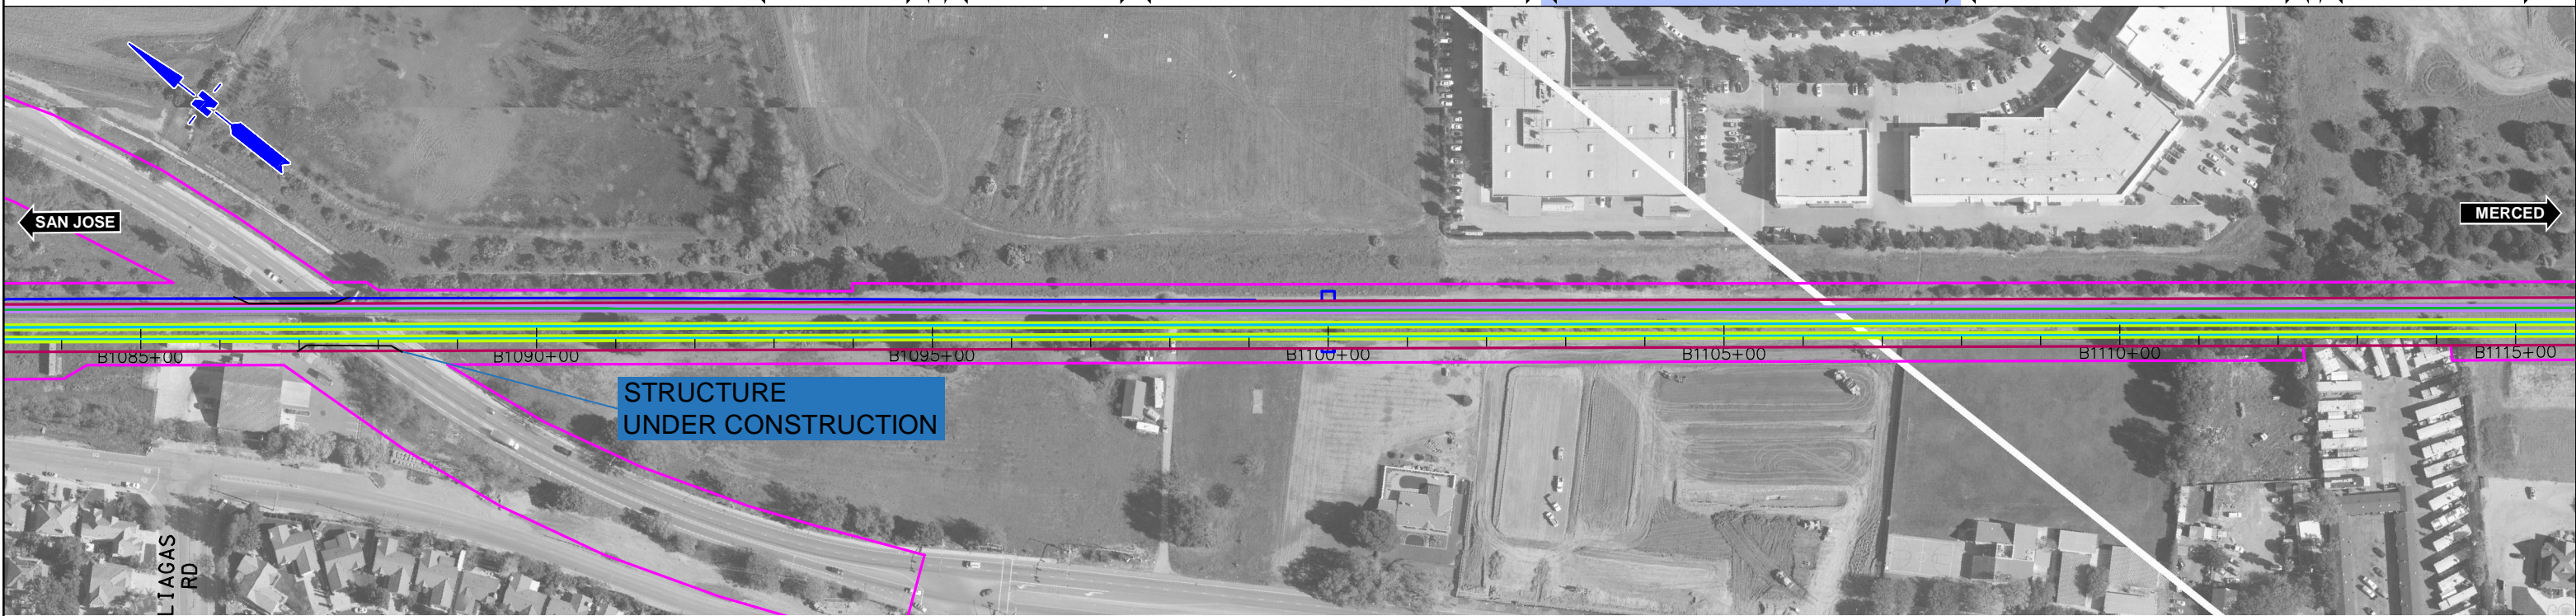 N
SAN JOSE
MERCED
B1085+00
B1090+00
B1095+00
B1100+00
B1105+00
B1110+00
B1115+00
STRUCTURE
UNDER CONSTRUCTION
LIAGAS
RD